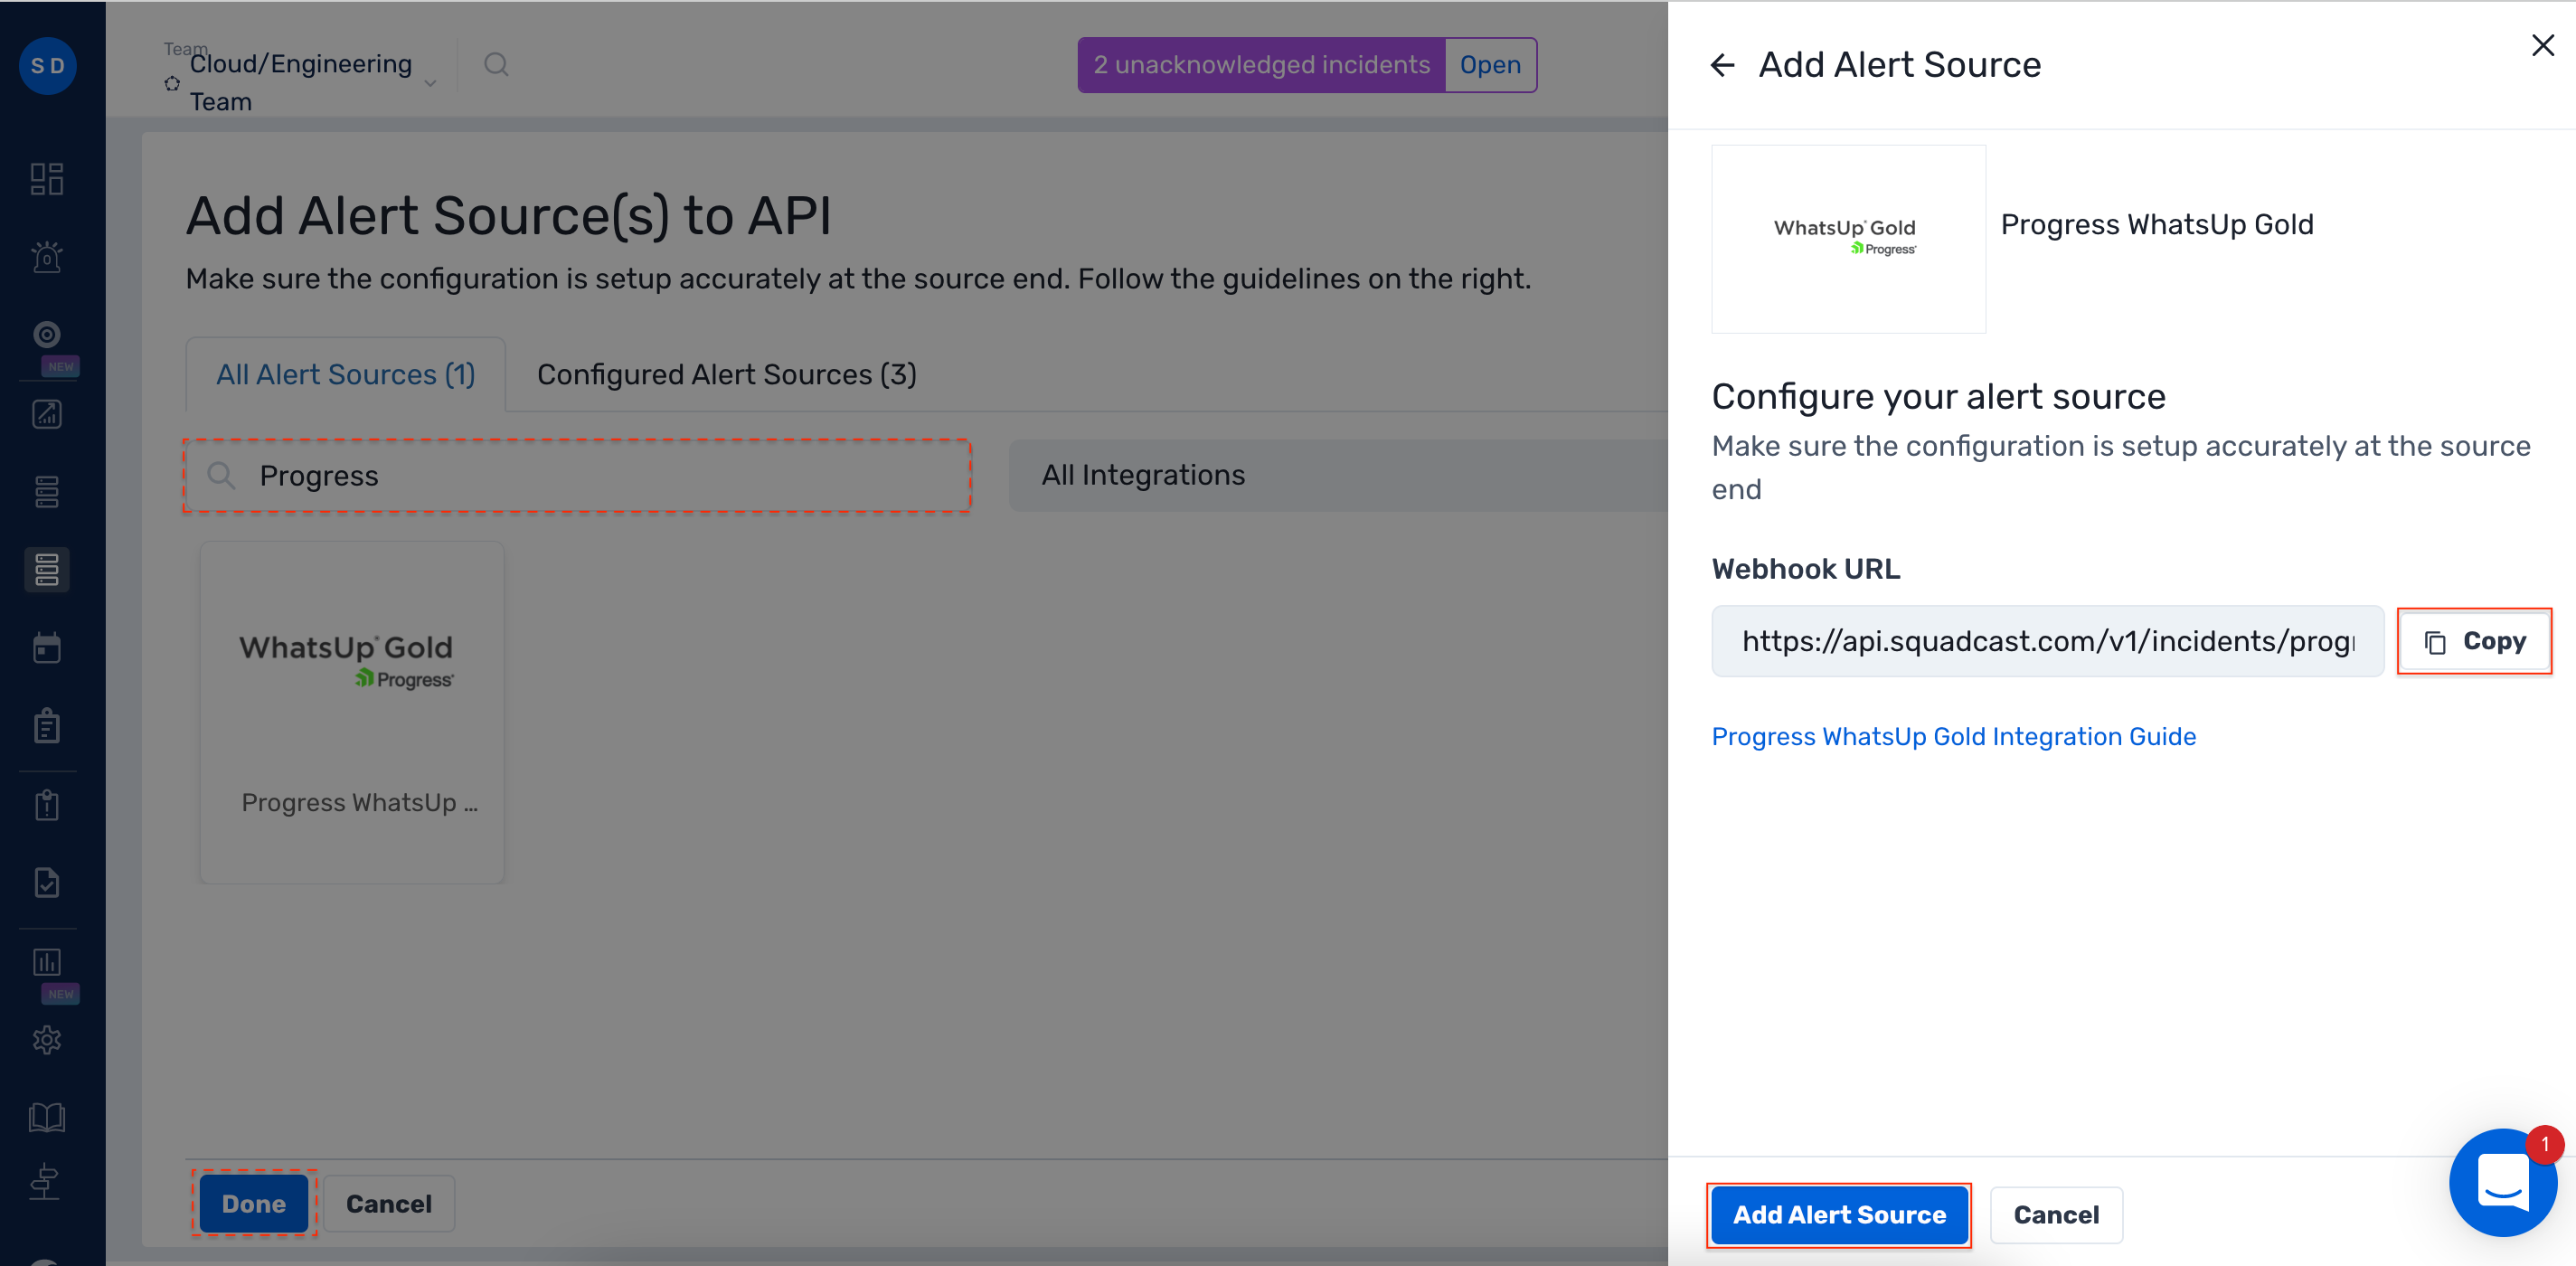 S D
0
NEW
NEW
Team
Cloud/Engineering
Team
2 unacknowledged incidents Open
Add Alert Source(s) to API
Make sure the configuration is setup accurately at the source end. Follow the guidelines on the right.
All Alert Sources (1)
Configured Alert Sources (3)
Progress
All Integrations
WhatsUp® Gold
Progress®
Progress WhatsUp ...
Done
Cancel
Add Alert Source
WhatsUp® Gold
Progress®
Progress WhatsUp Gold
Configure your alert source
Make sure the configuration is setup accurately at the source
end
Webhook URL
https://api.squadcast.com/v1/incidents/prog
Copy
Progress WhatsUp Gold Integration Guide
Add Alert Source
Cancel
1